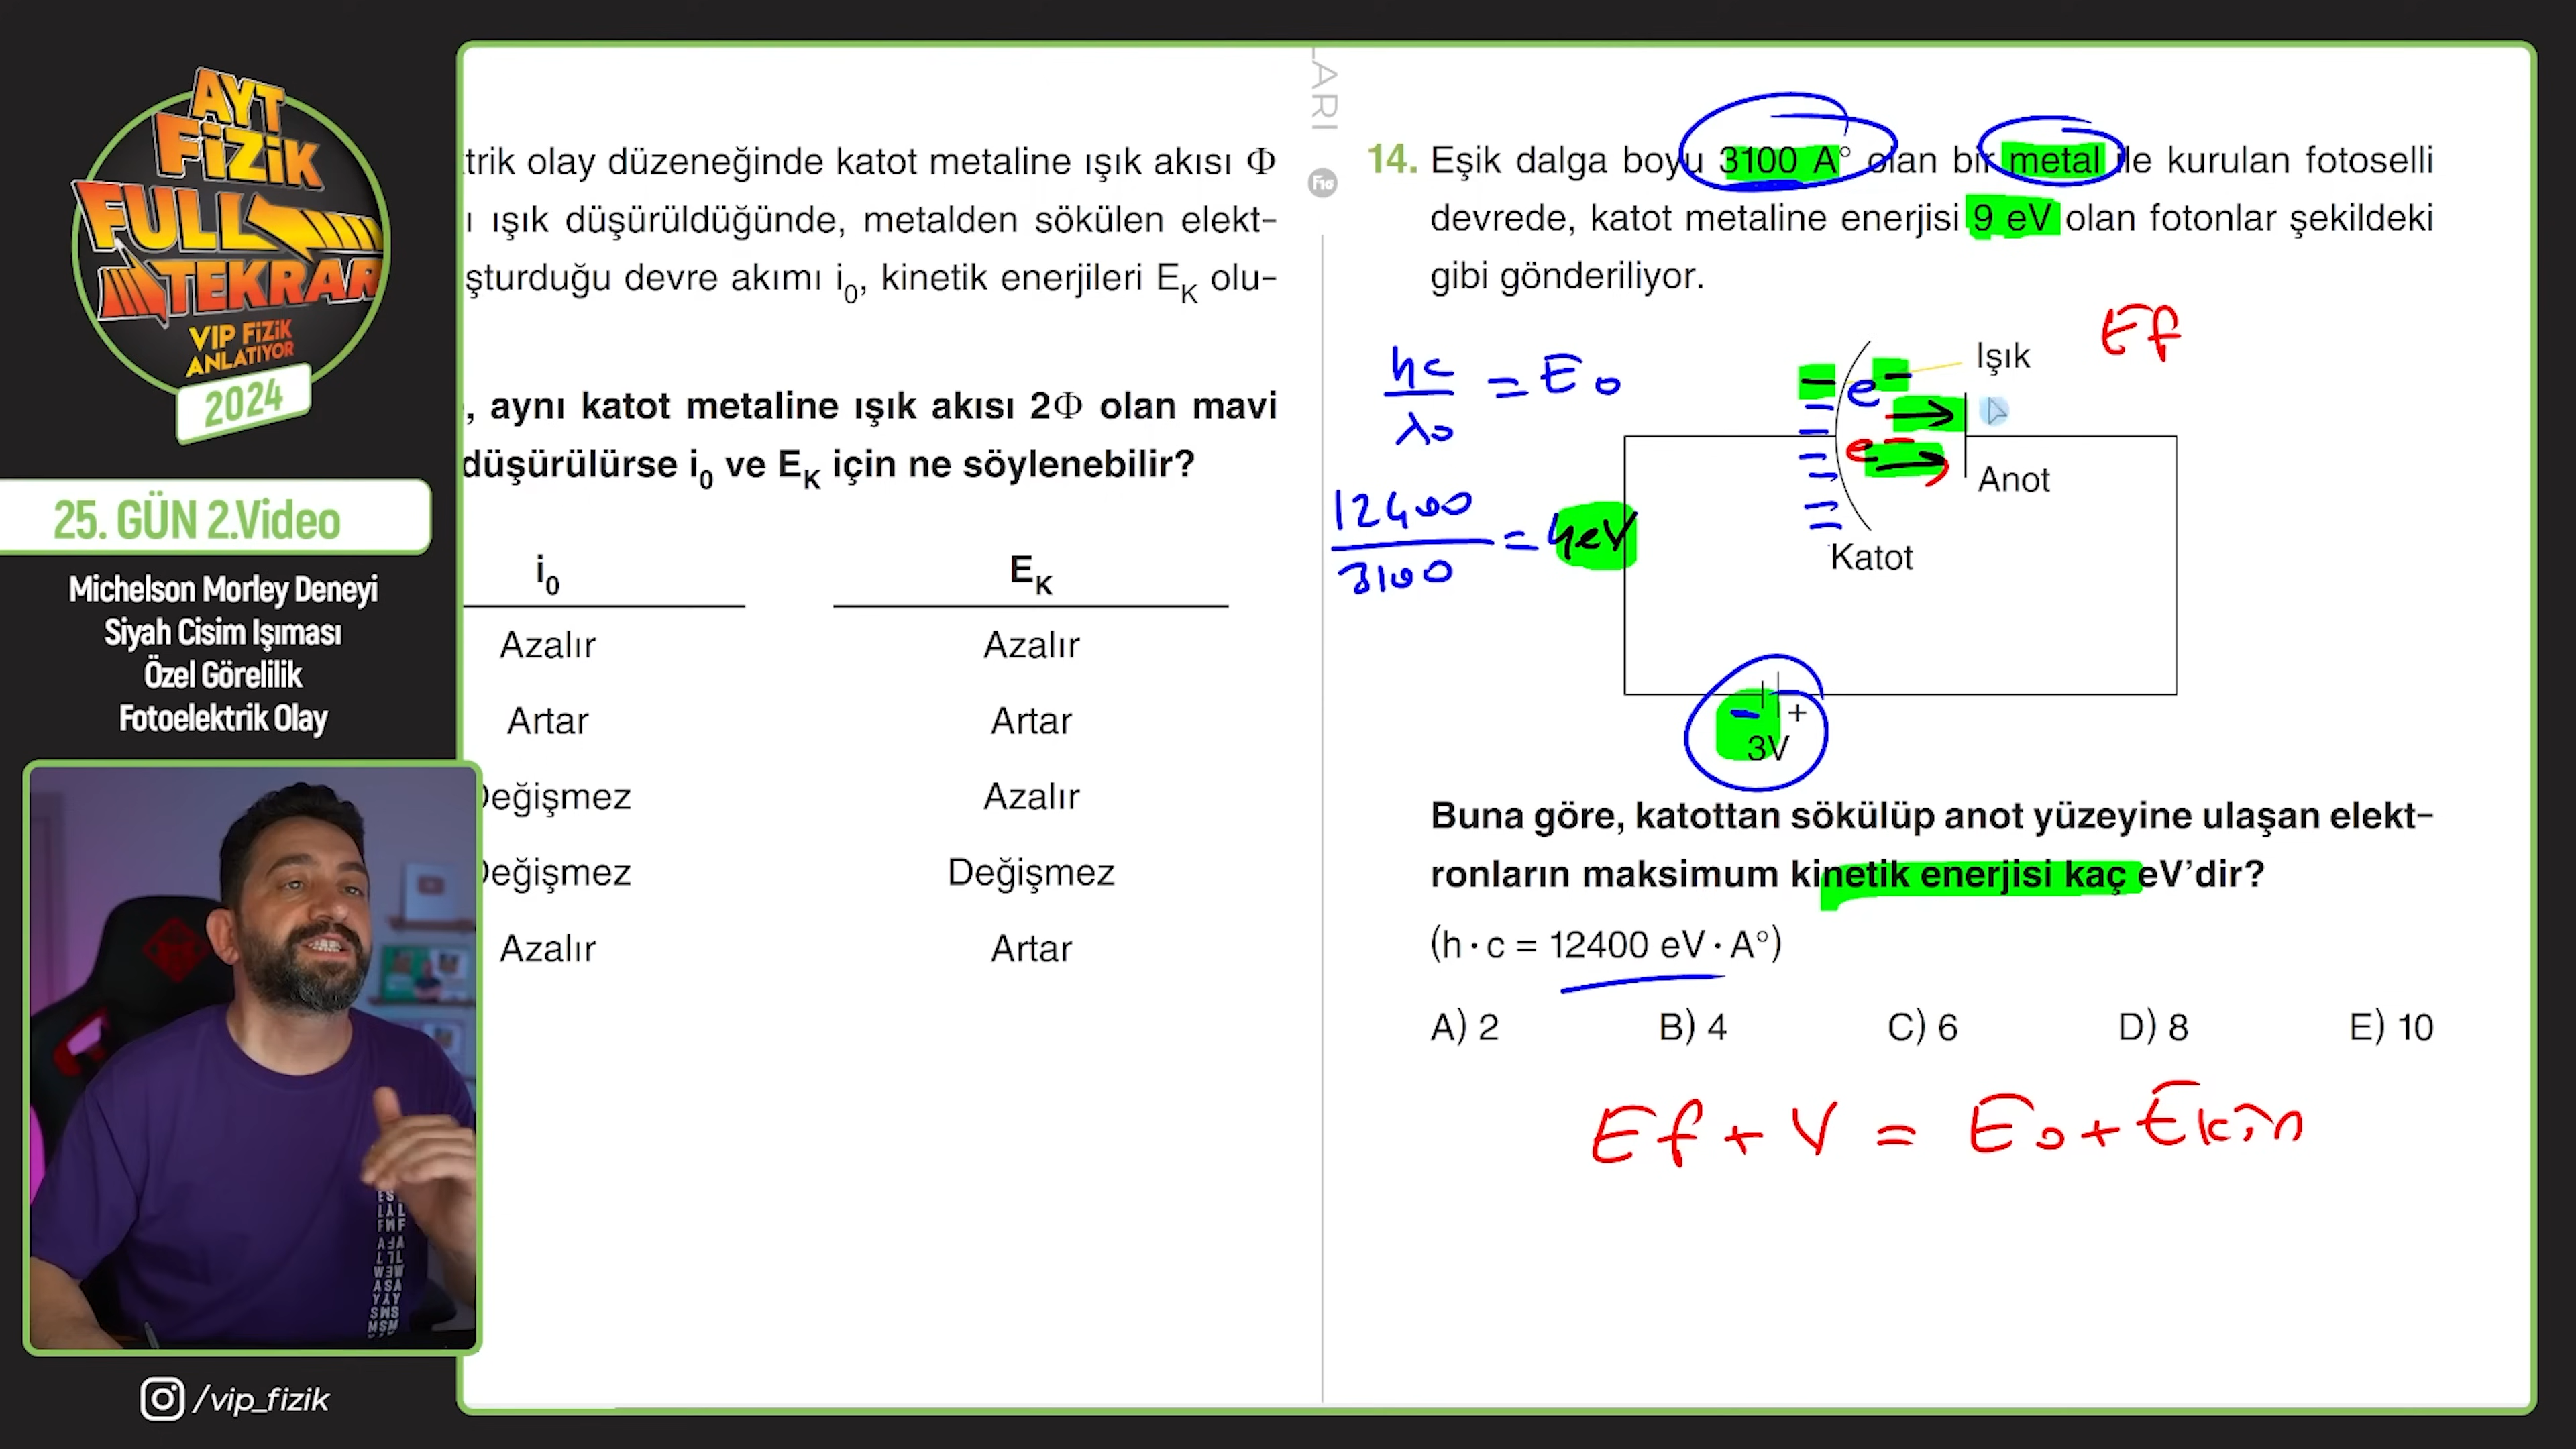 AYT
FİZİK
FULL
TEKRAR
VIP FİZİK
ANLATIYOR
2024
25. GÜN 2.Video
Michelson Morley Deneyi
Siyah Cisim Işıması
Özel Görelilik
Fotoelektrik Olay
/vip_fizik
trik olay düzeneğinde katot metaline ışık akısı Φ
ı ışık düşürüldüğünde, metalden sökülen elekt-
şturduğu devre akımı i0, kinetik enerjileri EK olu-
, aynı katot metaline ışık akısı 2Φ olan mavi
düşürülürse i0 ve EK için ne söylenebilir?
i0 EK
Azalır Azalır
Artar Artar
Değişmez Azalır
Değişmez Değişmez
Azalır Artar
LARI
14. Eşik dalga boyu 3100 A° olan bir metal ile kurulan fotoselli
devrede, katot metaline enerjisi 9 eV olan fotonlar şekildeki
gibi gönderiliyor.
Ef
hc/λ0 = E0
12400/3100 = 4eV
Işık
e-
e-
Anot
Katot
- +
3V
Buna göre, katottan sökülüp anot yüzeyine ulaşan elekt-
ronların maksimum kinetik enerjisi kaç eV'dir?
(h · c = 12400 eV · A°)
A) 2 B) 4 C) 6 D) 8 E) 10
Ef + V = E0 + Ekin